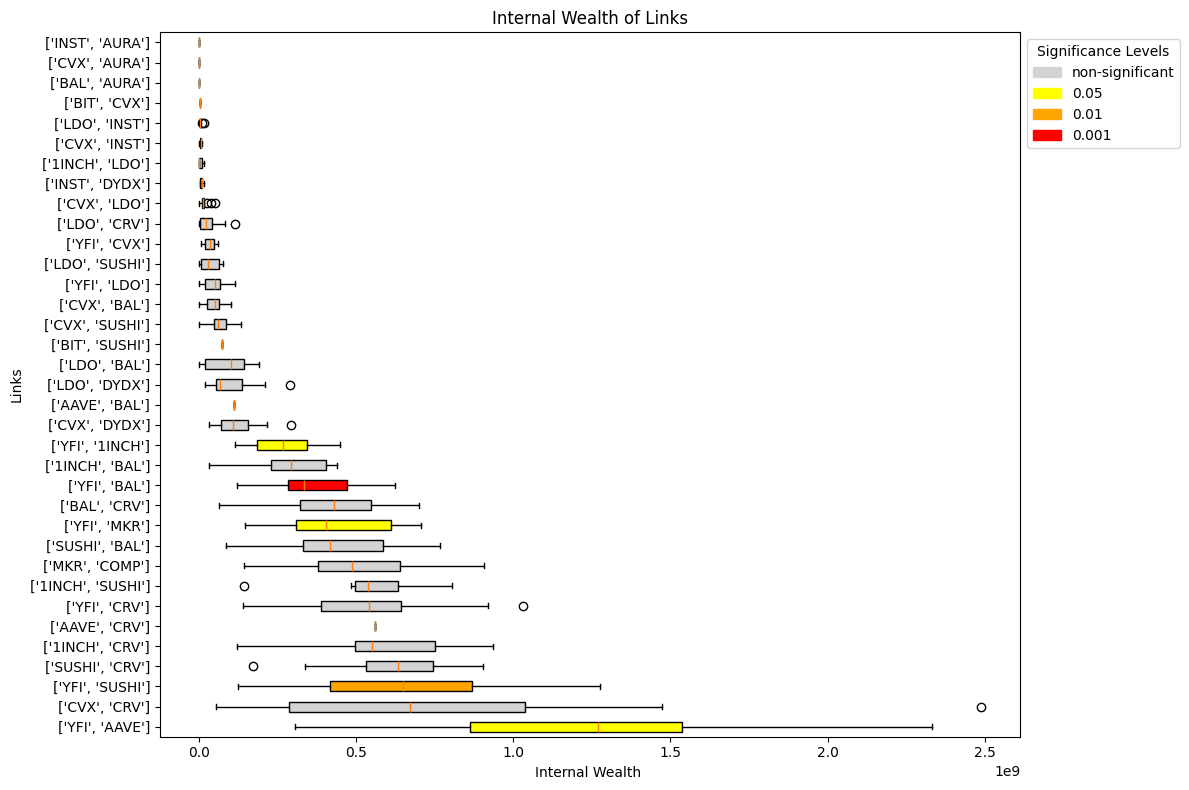 Internal Wealth of Links
['INST', 'AURA']
['CVX', 'AURA']
['BAL', 'AURA']
['BIT', 'CVX']
['LDO', 'INST']
['CVX', 'INST']
['1INCH', 'LDO']
['INST', 'DYDX']
['CVX', 'LDO']
['LDO', 'CRV']
['YFI', 'CVX']
['LDO', 'SUSHI']
['YFI', 'LDO']
['CVX', 'BAL']
['CVX', 'SUSHI']
['BIT', 'SUSHI']
['LDO', 'BAL']
['LDO', 'DYDX']
['AAVE', 'BAL']
['CVX', 'DYDX']
['YFI', '1INCH']
['1INCH', 'BAL']
['YFI', 'BAL']
['BAL', 'CRV']
['YFI', 'MKR']
['SUSHI', 'BAL']
['MKR', 'COMP']
['1INCH', 'SUSHI']
['YFI', 'CRV']
['AAVE', 'CRV']
['1INCH', 'CRV']
['SUSHI', 'CRV']
['YFI', 'SUSHI']
['CVX', 'CRV']
['YFI', 'AAVE']
Links
0.0 0.5 1.0 1.5 2.0 2.5
1e9
Internal Wealth
Significance Levels
non-significant
0.05
0.01
0.001